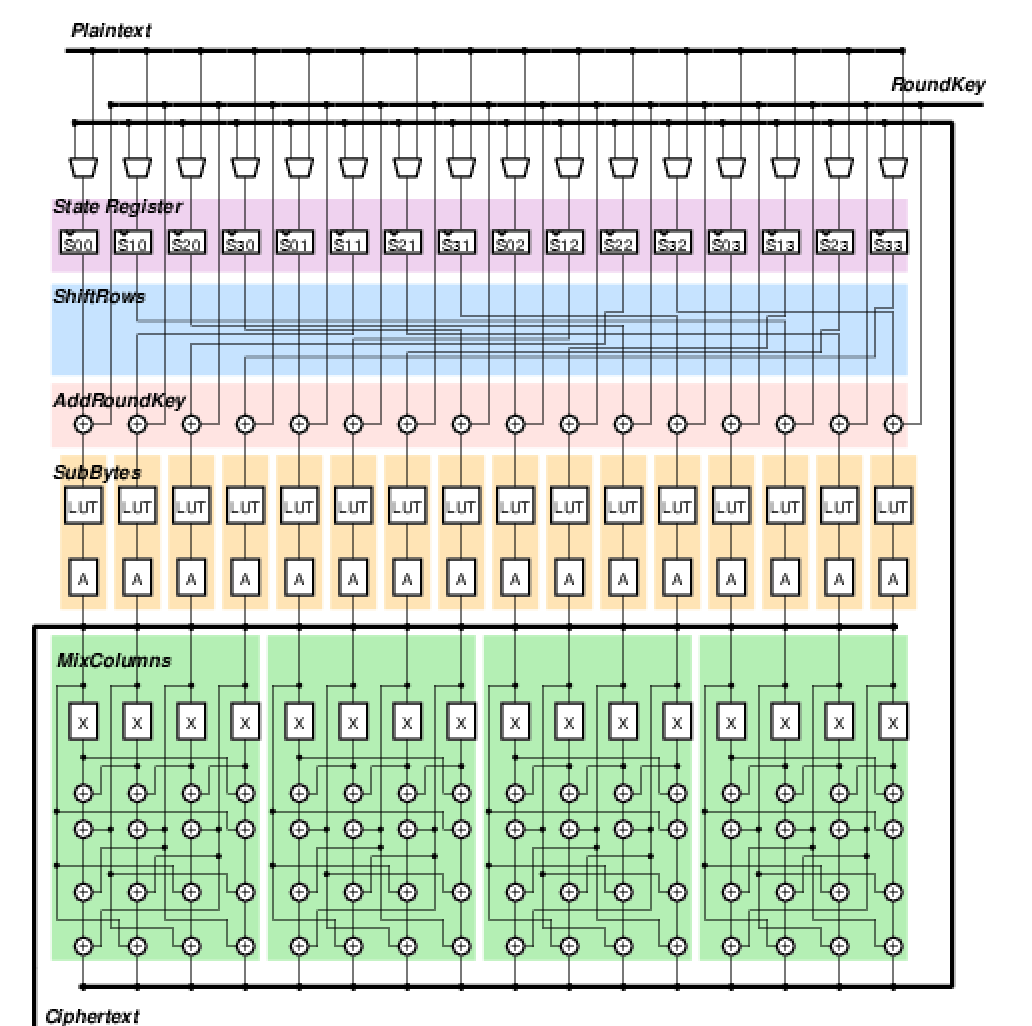 Plaintext
RoundKey
State Register
S00 S10 S20 S30 S01 S11 S21 S31 S02 S12 S22 S32 S03 S13 S23 S33
ShiftRows
AddRoundKey
SubBytes
LUT LUT LUT LUT LUT LUT LUT LUT LUT LUT LUT LUT LUT LUT LUT LUT
A A A A A A A A A A A A A A A A
MixColumns
X X X X X X X X X X X X X X X X
Ciphertext